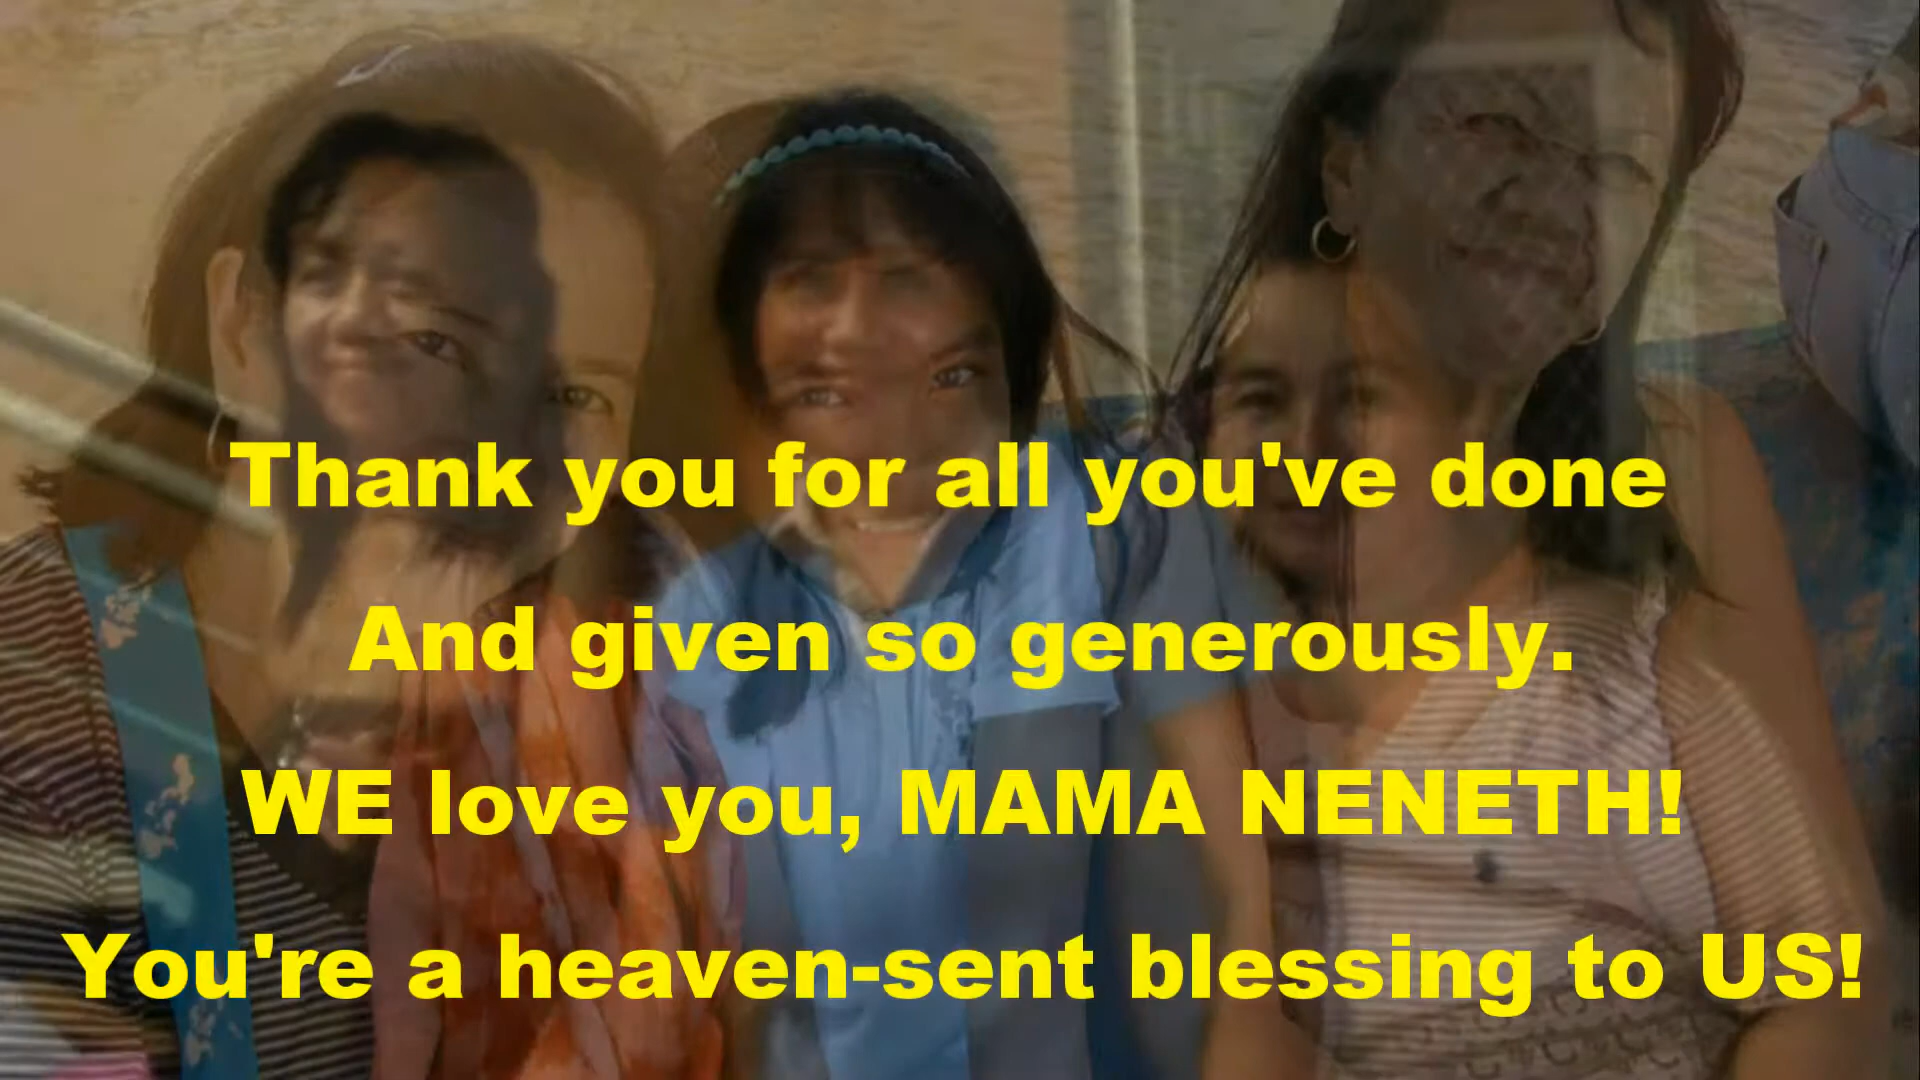 Thank you for all you've done
And given so generously.
WE love you, MAMA NENETH!
You're a heaven-sent blessing to US!